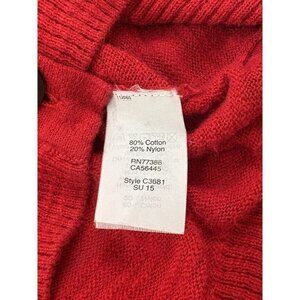 80% Cotton
20% Nylon
RN77388
CA56445
Style C3681
SU 15